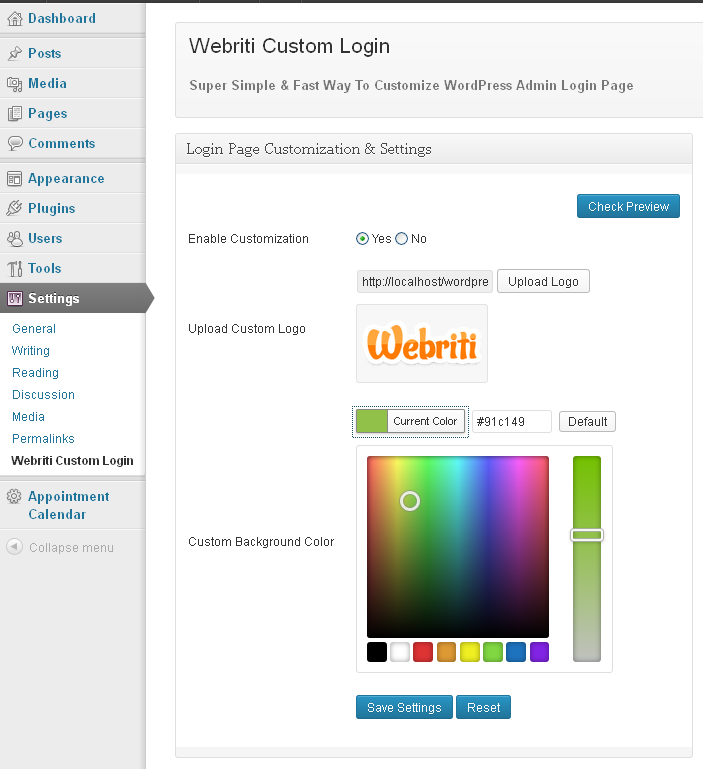 Dashboard
Posts
Media
Pages
Comments
Appearance
Plugins
Users
Tools
Settings
General
Writing
Reading
Discussion
Media
Permalinks
Webriti Custom Login
Appointment
Calendar
Collapse menu
Webriti Custom Login
Super Simple & Fast Way To Customize WordPress Admin Login Page
Login Page Customization & Settings
Check Preview
Enable Customization Yes No
http://localhost/wordpre Upload Logo
Upload Custom Logo
Webriti
Current Color #91c149 Default
Custom Background Color
Save Settings Reset